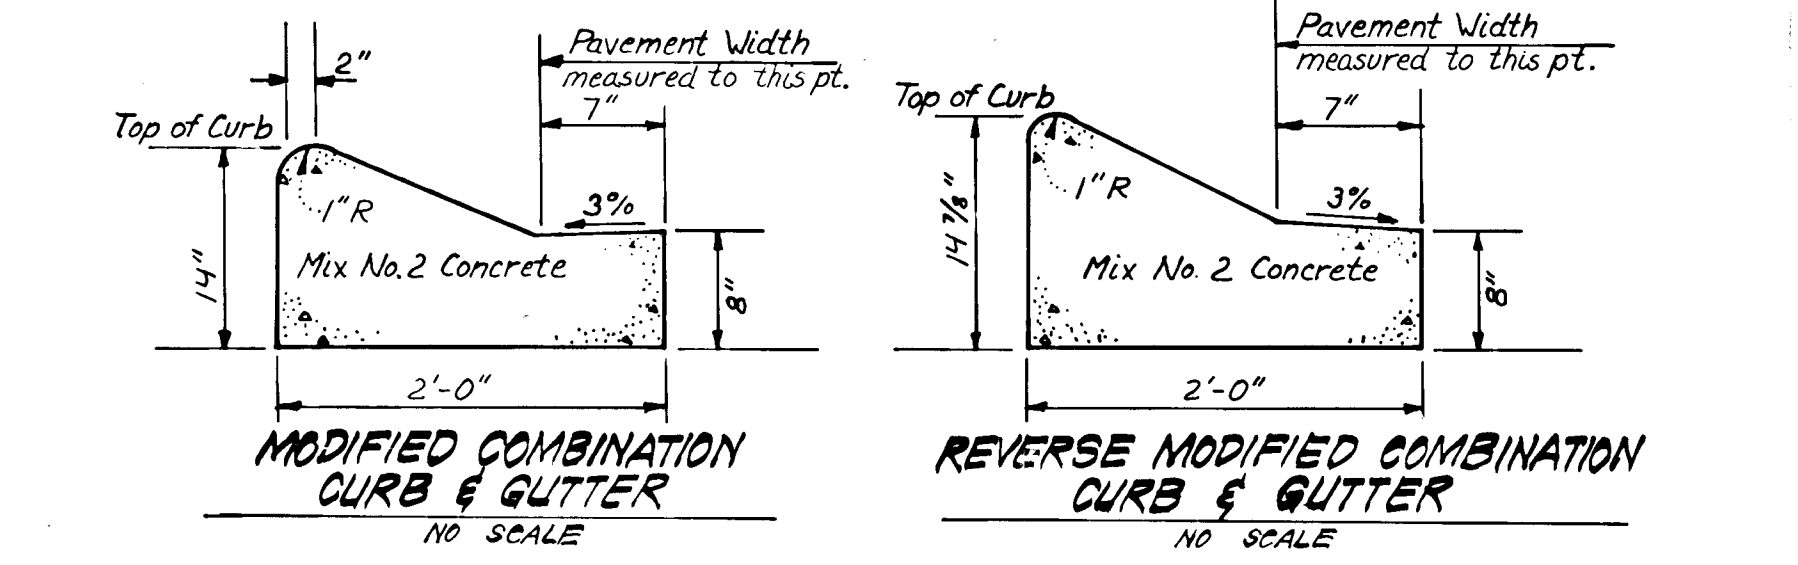 2"
Pavement Width
measured to this pt.
7"
Top of Curb
1" R
3%
14"
Mix No. 2 Concrete
8"
2'-0"
MODIFIED COMBINATION
CURB & GUTTER
NO SCALE
Pavement Width
measured to this pt.
7"
Top of Curb
1" R
3%
14 7/8"
Mix No. 2 Concrete
8"
2'-0"
REVERSE MODIFIED COMBINATION
CURB & GUTTER
NO SCALE